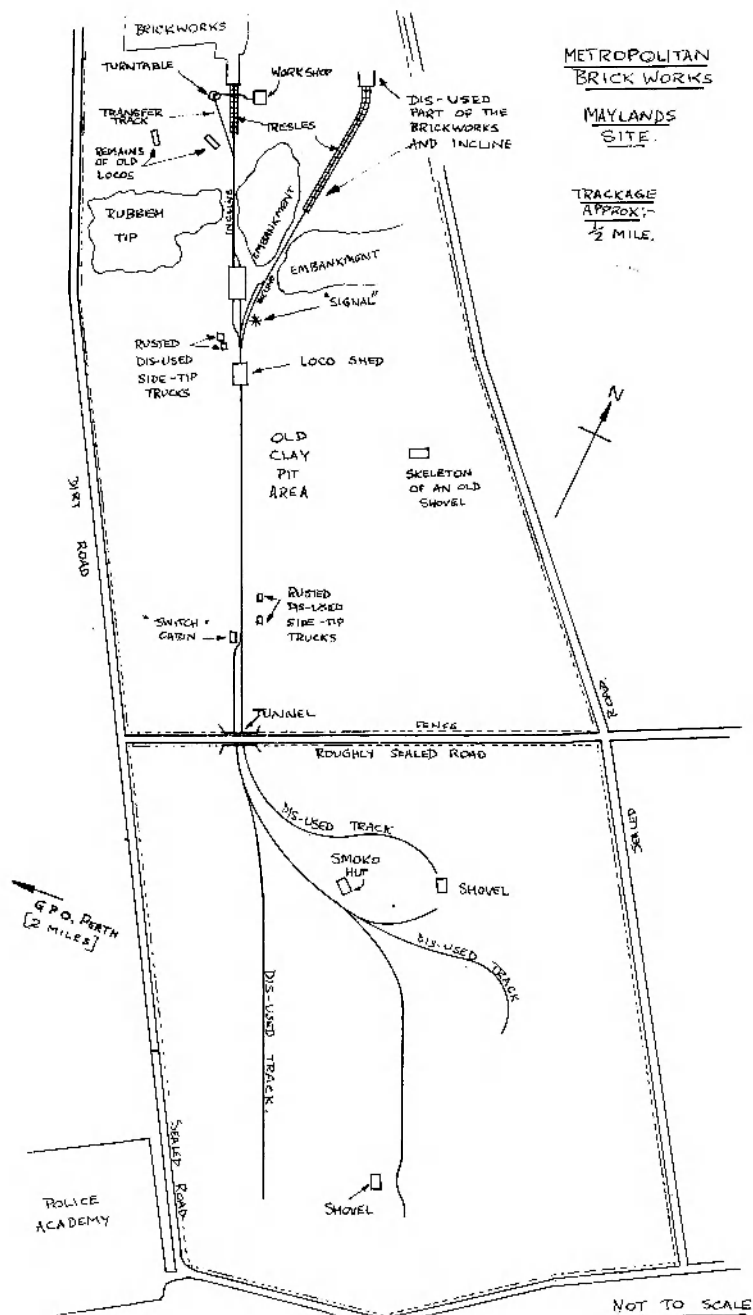 BRICKWORKS
METROPOLITAN
BRICK WORKS
MAYLANDS
SITE.
TRACKAGE
APPROX:-
1/2 MILE.
TURNTABLE
WORKSHOP
TRANSFER
TRACK
TRESLES
DIS-USED
PART OF THE
BRICKWORKS
AND INCLINE
REMAINS
OF OLD
LOCOS
RUBBISH
TIP
INCLINE
EMBANKMENT
EMBANKMENT
INCLINE
"SIGNAL"
RUSTED
DIS-USED
SIDE-TIP
TRUCKS
LOCO SHED
N
OLD
CLAY
PIT
AREA
SKELETON
OF AN OLD
SHOVEL
DIRT ROAD
RUSTED
DIS-USED
SIDE-TIP
TRUCKS
"SWITCH"
CABIN
ROAD
TUNNEL
FENCE
ROUGHLY SEALED ROAD
SEALED
DIS-USED TRACK
SMOKO
HUT
SHOVEL
G.P.O. PERTH
[2 MILES]
DIS-USED TRACK
DIS-USED TRACK.
SEALED ROAD
SHOVEL
POLICE
ACADEMY
NOT TO SCALE